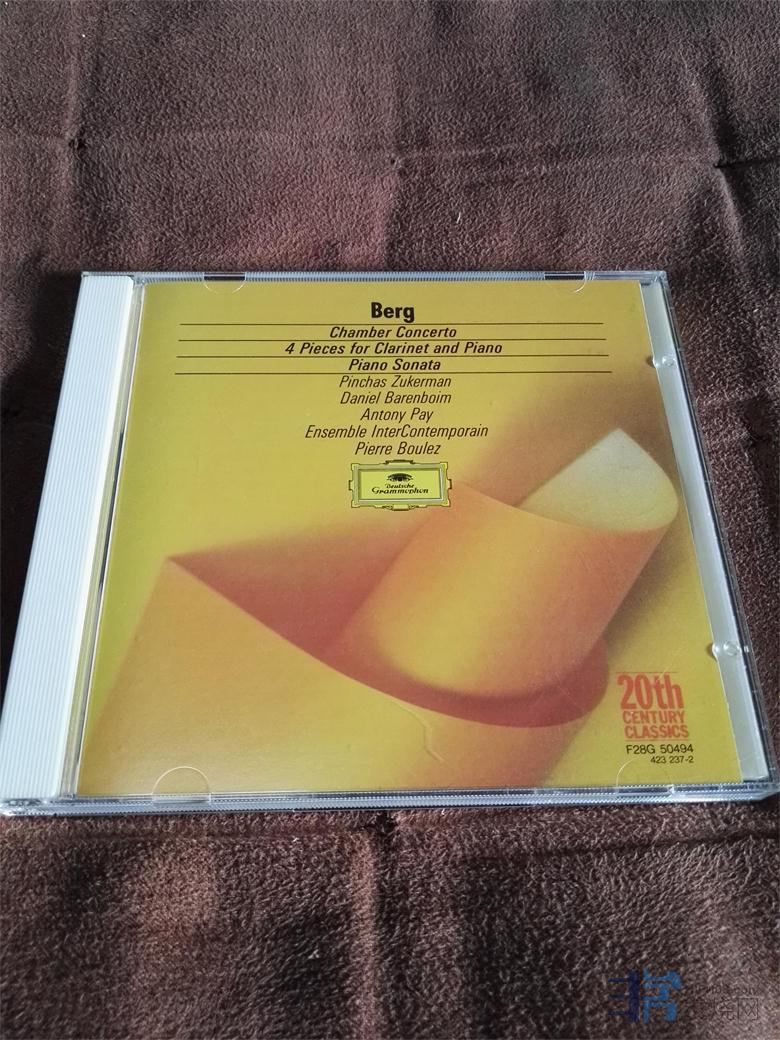 Berg
Chamber Concerto
4 Pieces for Clarinet and Piano
Piano Sonata
Pinchas Zukerman
Daniel Barenboim
Antony Pay
Ensemble InterContemporain
Pierre Boulez
Deutsche
Grammophon
20th
CENTURY
CLASSICS
F28G 50494
423 237-2